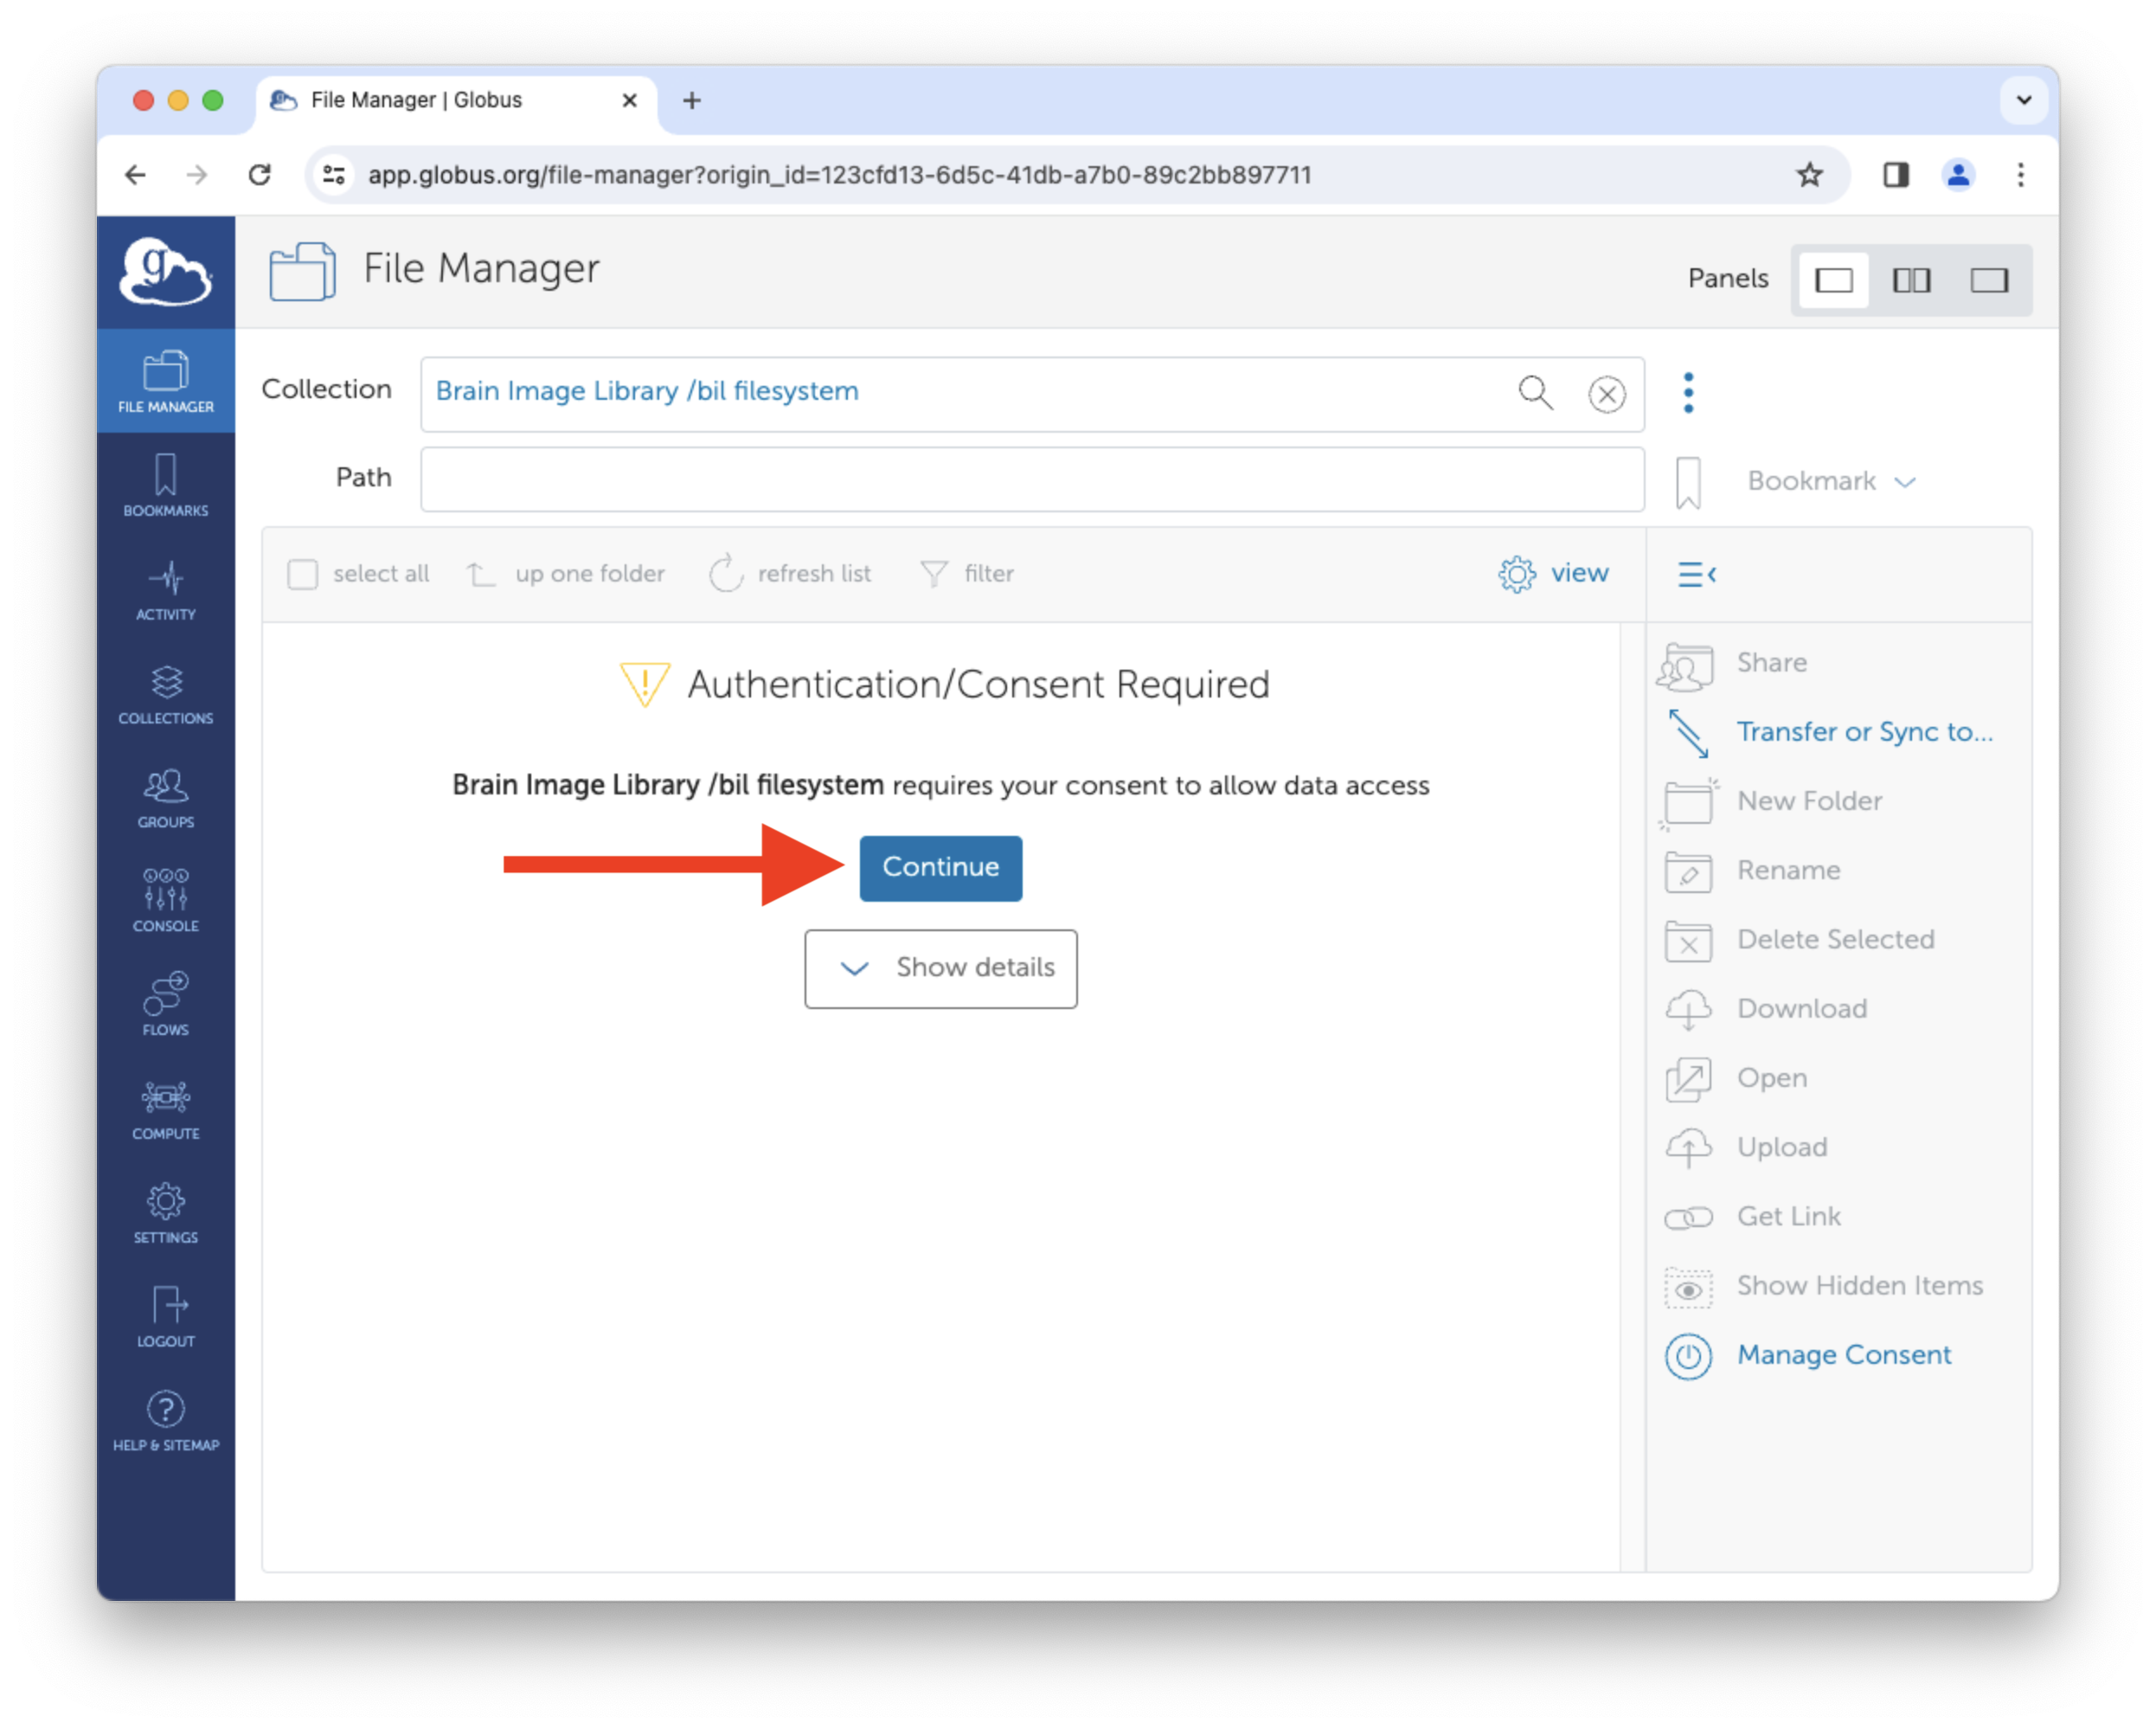 File Manager | Globus
app.globus.org/file-manager?origin_id=123cfd13-6d5c-41db-a7b0-89c2bb897711
g
File Manager
Panels
FILE MANAGER
BOOKMARKS
ACTIVITY
COLLECTIONS
GROUPS
CONSOLE
FLOWS
COMPUTE
SETTINGS
LOGOUT
HELP & SITEMAP
Collection
Brain Image Library /bil filesystem
Path
Bookmark
select all
up one folder
refresh list
filter
view
Authentication/Consent Required
Brain Image Library /bil filesystem requires your consent to allow data access
Continue
Show details
Share
Transfer or Sync to...
New Folder
Rename
Delete Selected
Download
Open
Upload
Get Link
Show Hidden Items
Manage Consent